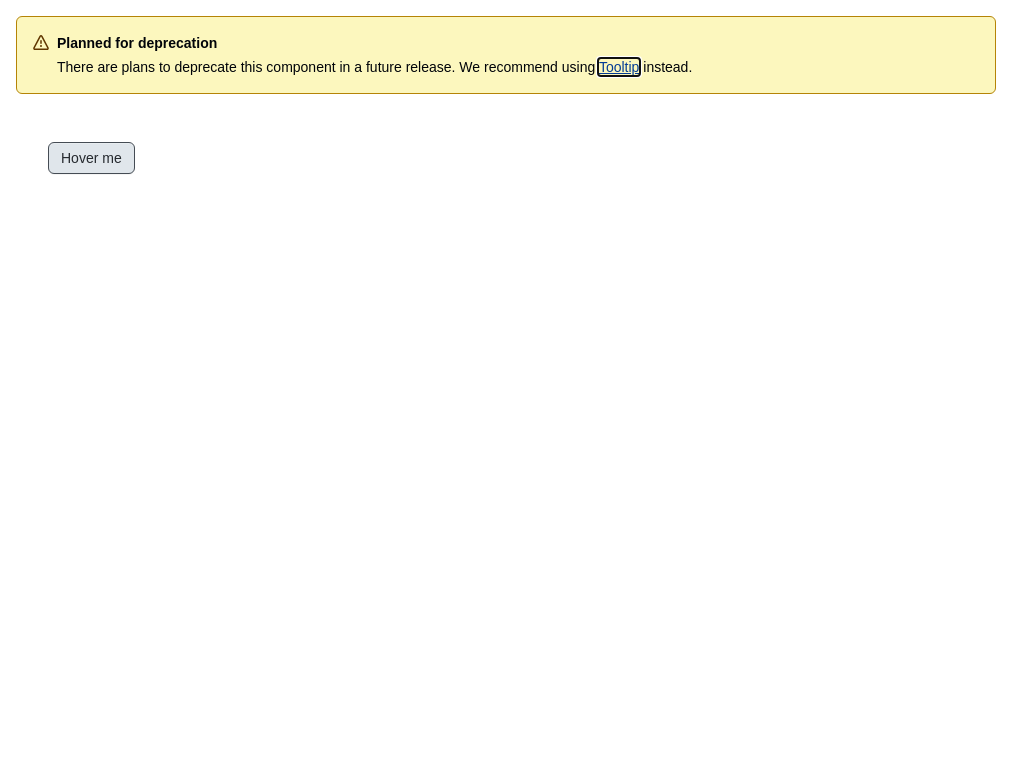 Planned for deprecation
There are plans to deprecate this component in a future release. We recommend using Tooltip instead.
Hover me